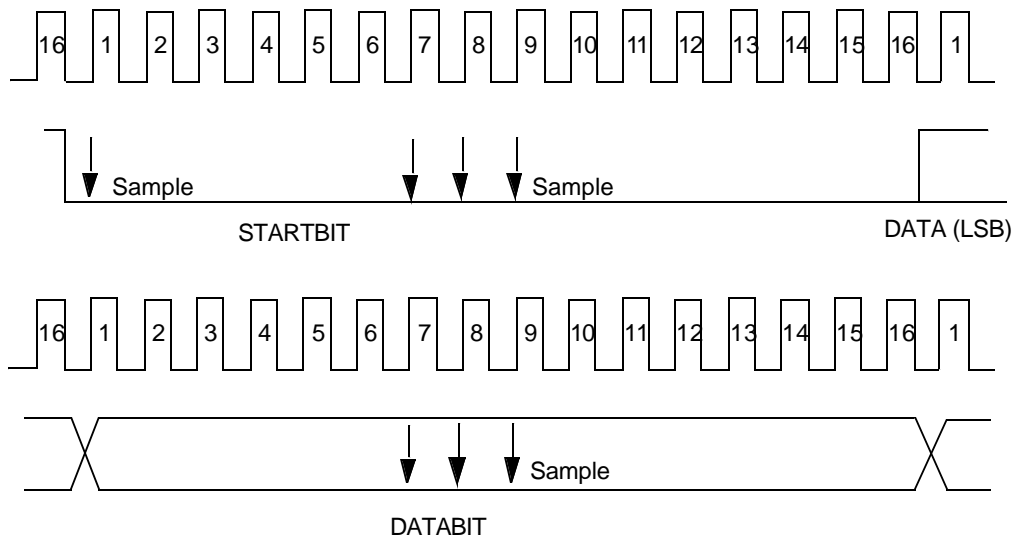 16 1 2 3 4 5 6 7 8 9 10 11 12 13 14 15 16 1
Sample Sample
STARTBIT DATA (LSB)
16 1 2 3 4 5 6 7 8 9 10 11 12 13 14 15 16 1
Sample
DATABIT